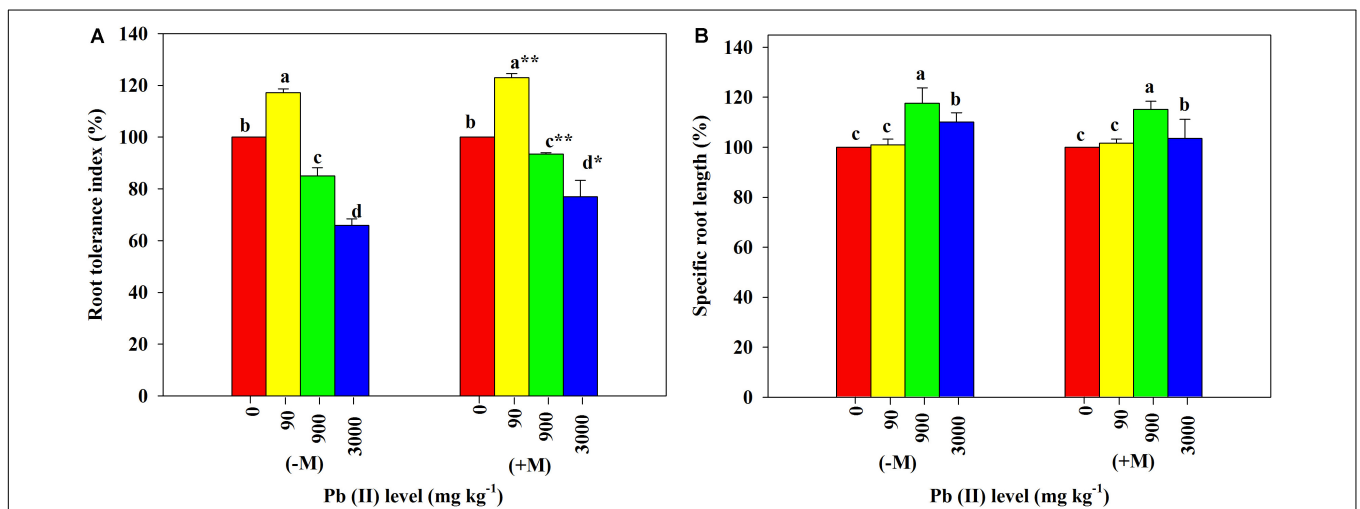 A
Root tolerance index (%)
140
120
100
80
60
40
20
0
b
a
c
d
b
a**
c**
d*
0
90
900
3000
0
90
900
3000
(-M)
(+M)
Pb (II) level (mg kg⁻¹)
B
Specific root length (%)
140
120
100
80
60
40
20
0
c
c
a
b
c
c
a
b
0
90
900
3000
0
90
900
3000
(-M)
(+M)
Pb (II) level (mg kg⁻¹)